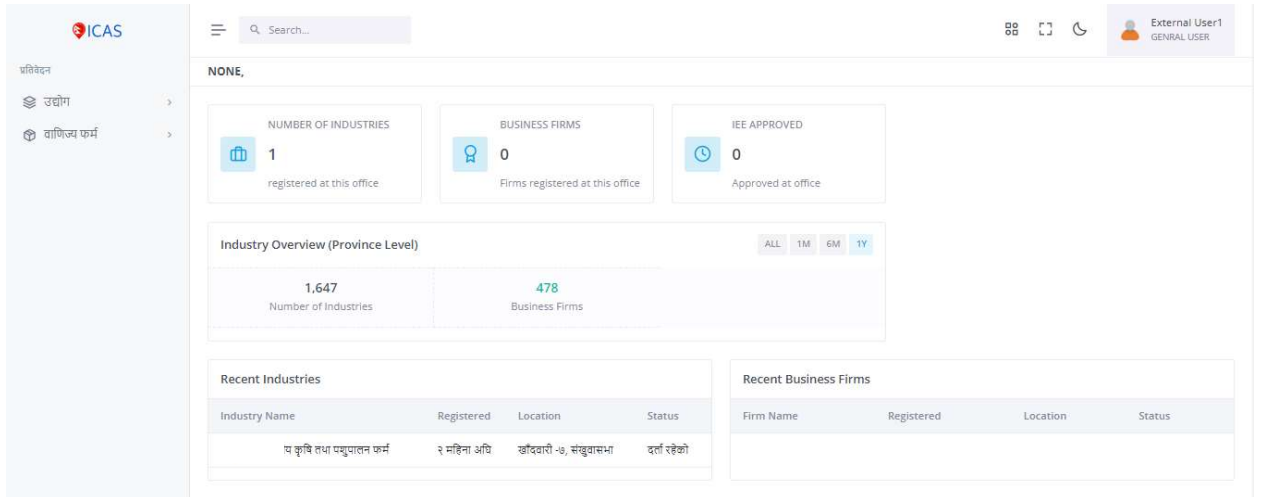 ICAS
Search...
External User1
GENRAL USER
प्रतिवेदन
उद्योग
वाणिज्य फर्म
NONE,
NUMBER OF INDUSTRIES
1
registered at this office
BUSINESS FIRMS
0
Firms registered at this office
IEE APPROVED
0
Approved at office
Industry Overview (Province Level)
ALL 1M 6M 1Y
1,647
Number of Industries
478
Business Firms
Recent Industries
Industry Name Registered Location Status
कृषि तथा पशुपालन फर्म २ महिना अघि खाँदवारी -७, संखुवासभा दर्ता रहेको
Recent Business Firms
Firm Name Registered Location Status